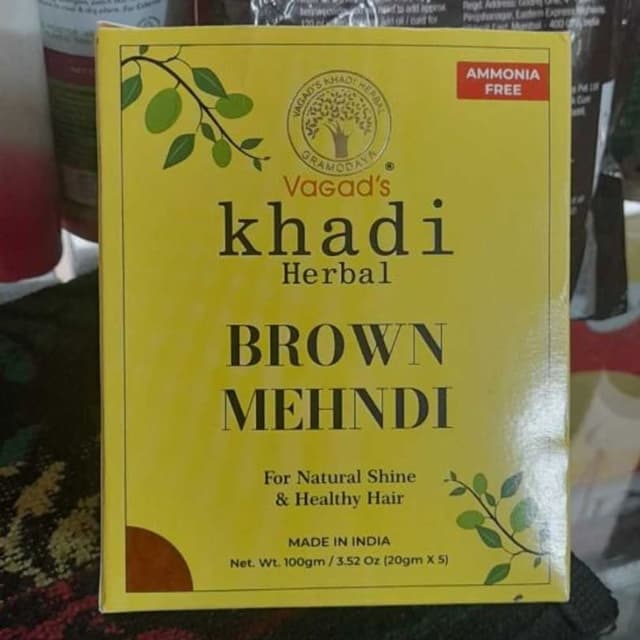 AMMONIA
FREE
VAGAD'S KHADI HERBAL
GRAMODAYA
VAGAD's®
khadi
Herbal
BROWN
MEHNDI
For Natural Shine
& Healthy Hair
MADE IN INDIA
Net. Wt. 100gm / 3.52 Oz (20gm X 5)